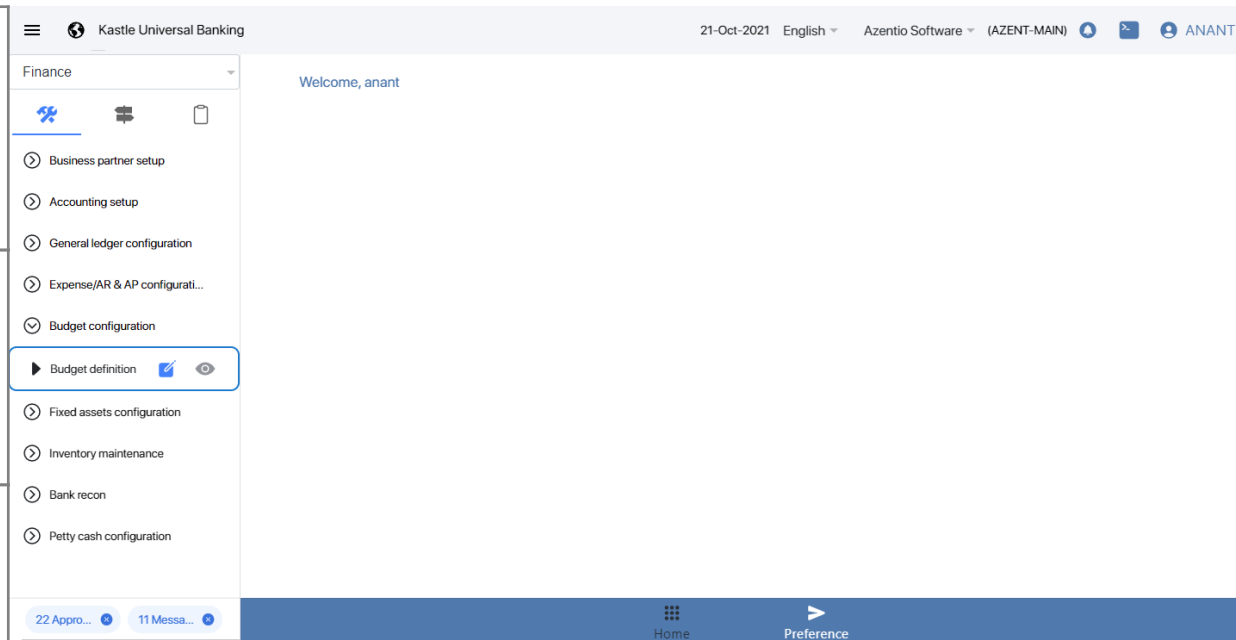 Kastle Universal Banking
21-Oct-2021 English Azentio Software (AZENT-MAIN) ANANT
Finance
Welcome, anant
Business partner setup
Accounting setup
General ledger configuration
Expense/AR & AP configurati...
Budget configuration
Budget definition
Fixed assets configuration
Inventory maintenance
Bank recon
Petty cash configuration
22 Appro... 11 Messa...
Home Preference